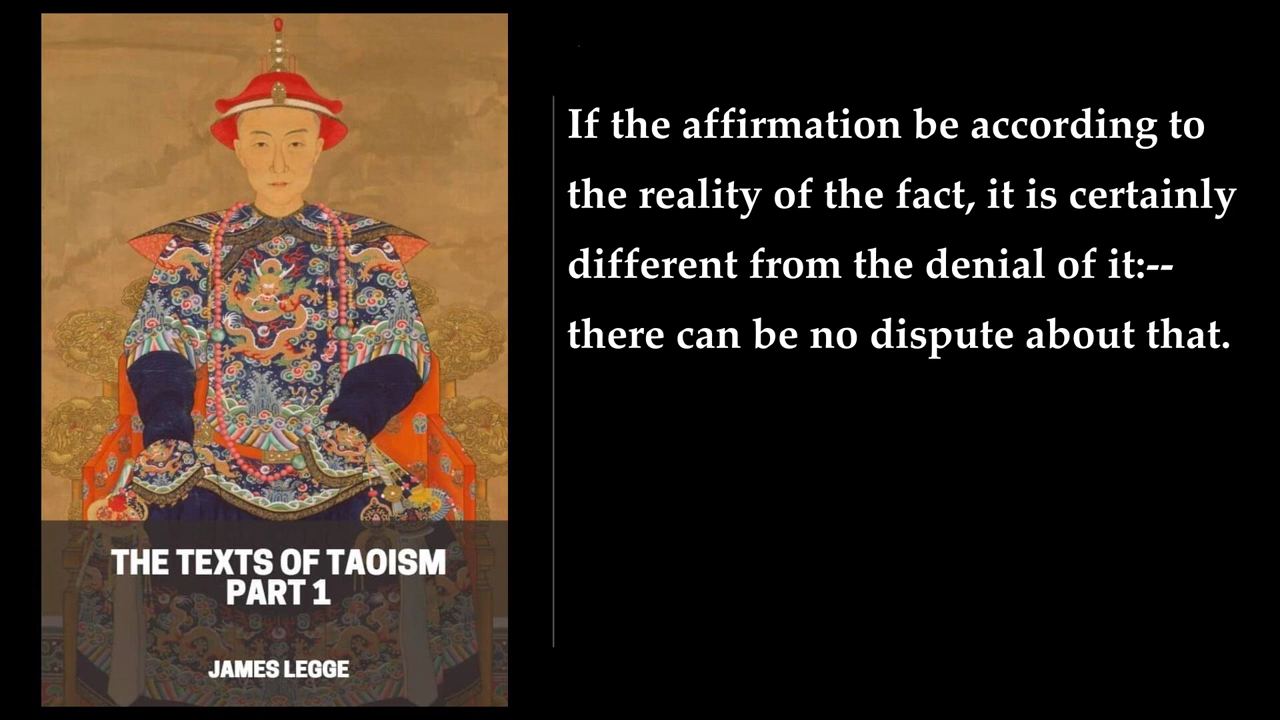 THE TEXTS OF TAOISM
PART 1
JAMES LEGGE
If the affirmation be according to
the reality of the fact, it is certainly
different from the denial of it:--
there can be no dispute about that.